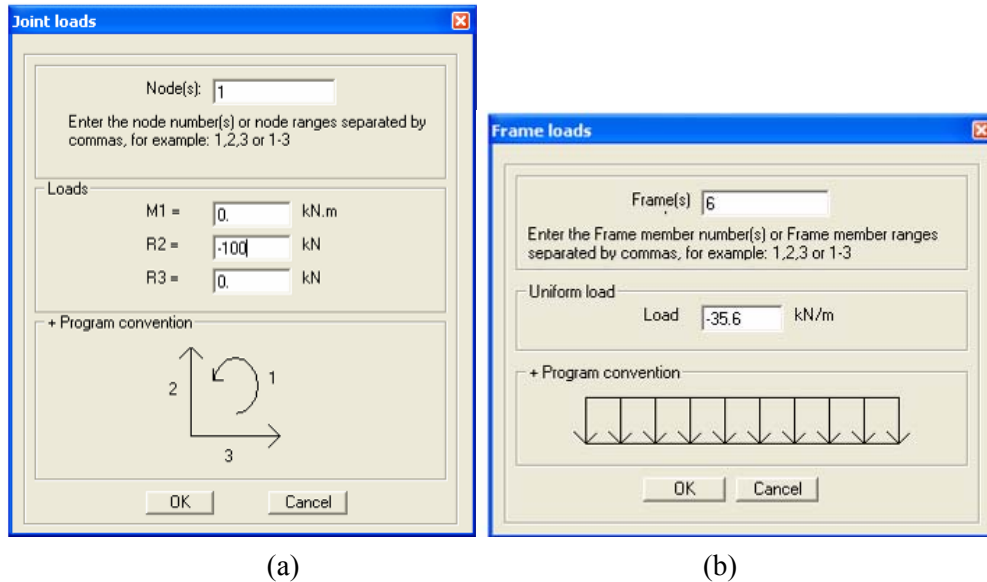 Joint loads
Node(s): 1
Enter the node number(s) or node ranges separated by
commas, for example: 1,2,3 or 1-3
Loads
M1 = 0. kN.m
R2 = -100 kN
R3 = 0. kN
+ Program convention
2
1
3
OK Cancel
(a)
Frame loads
Frame(s) 6
Enter the Frame member number(s) or Frame member ranges
separated by commas, for example: 1,2,3 or 1-3
Uniform load
Load -35.6 kN/m
+ Program convention
OK Cancel
(b)